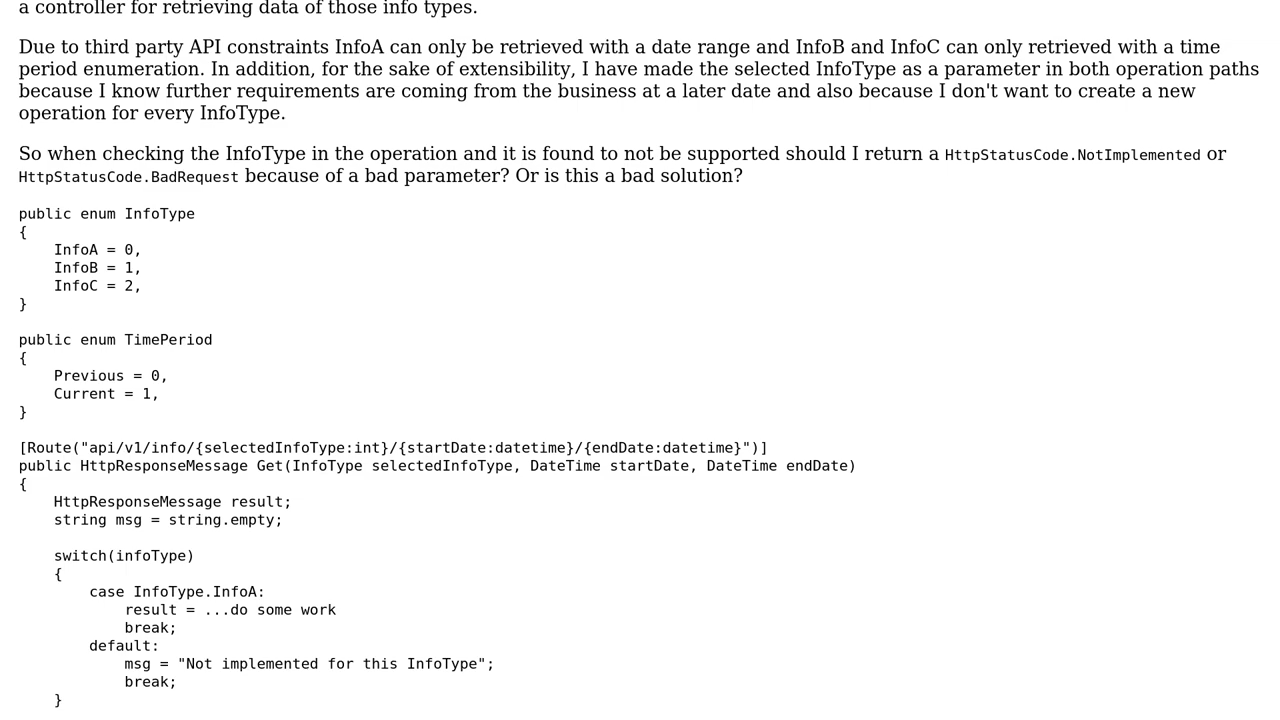 a controller for retrieving data of those info types.
Due to third party API constraints InfoA can only be retrieved with a date range and InfoB and InfoC can only retrieved with a time
period enumeration. In addition, for the sake of extensibility, I have made the selected InfoType as a parameter in both operation paths
because I know further requirements are coming from the business at a later date and also because I don't want to create a new
operation for every InfoType.
So when checking the InfoType in the operation and it is found to not be supported should I return a HttpStatusCode.NotImplemented or
HttpStatusCode.BadRequest because of a bad parameter? Or is this a bad solution?
public enum InfoType
{
    InfoA = 0,
    InfoB = 1,
    InfoC = 2,
}
public enum TimePeriod
{
    Previous = 0,
    Current = 1,
}
[Route("api/v1/info/{selectedInfoType:int}/{startDate:datetime}/{endDate:datetime}")]
public HttpResponseMessage Get(InfoType selectedInfoType, DateTime startDate, DateTime endDate)
{
    HttpResponseMessage result;
    string msg = string.empty;
    switch(infoType)
    {
        case InfoType.InfoA:
            result = ...do some work
            break;
        default:
            msg = "Not implemented for this InfoType";
            break;
    }